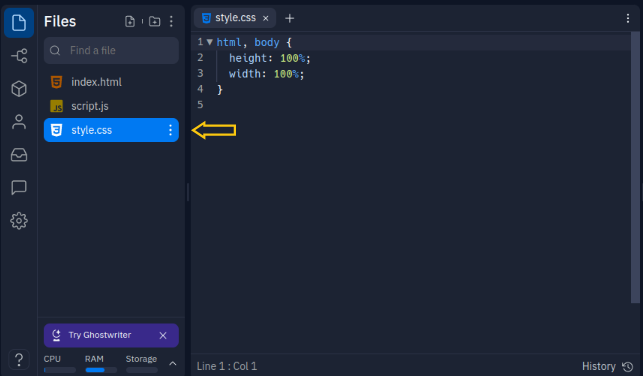 Files
Find a file
index.html
JS script.js
style.css
Try Ghostwriter
CPU RAM Storage
style.css
1 html, body {
2 height: 100%;
3 width: 100%;
4 }
5
Line 1 : Col 1
History